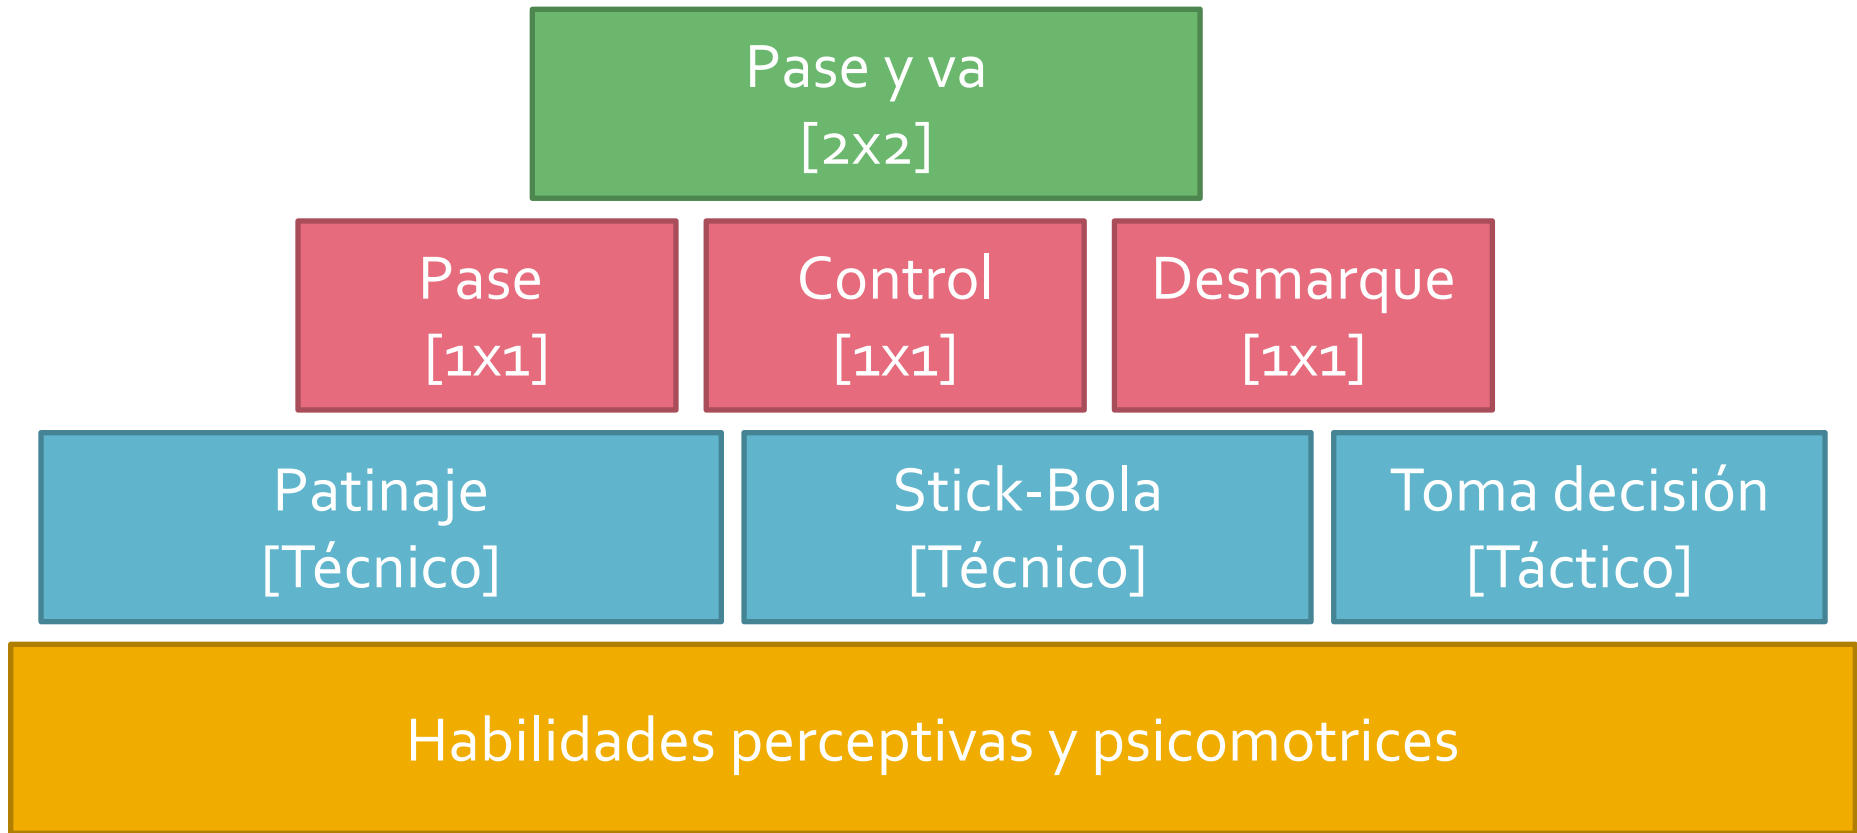 Pase y va
[2x2]
Pase
[1x1]
Control
[1x1]
Desmarque
[1x1]
Patinaje
[Técnico]
Stick-Bola
[Técnico]
Toma decisión
[Táctico]
Habilidades perceptivas y psicomotrices